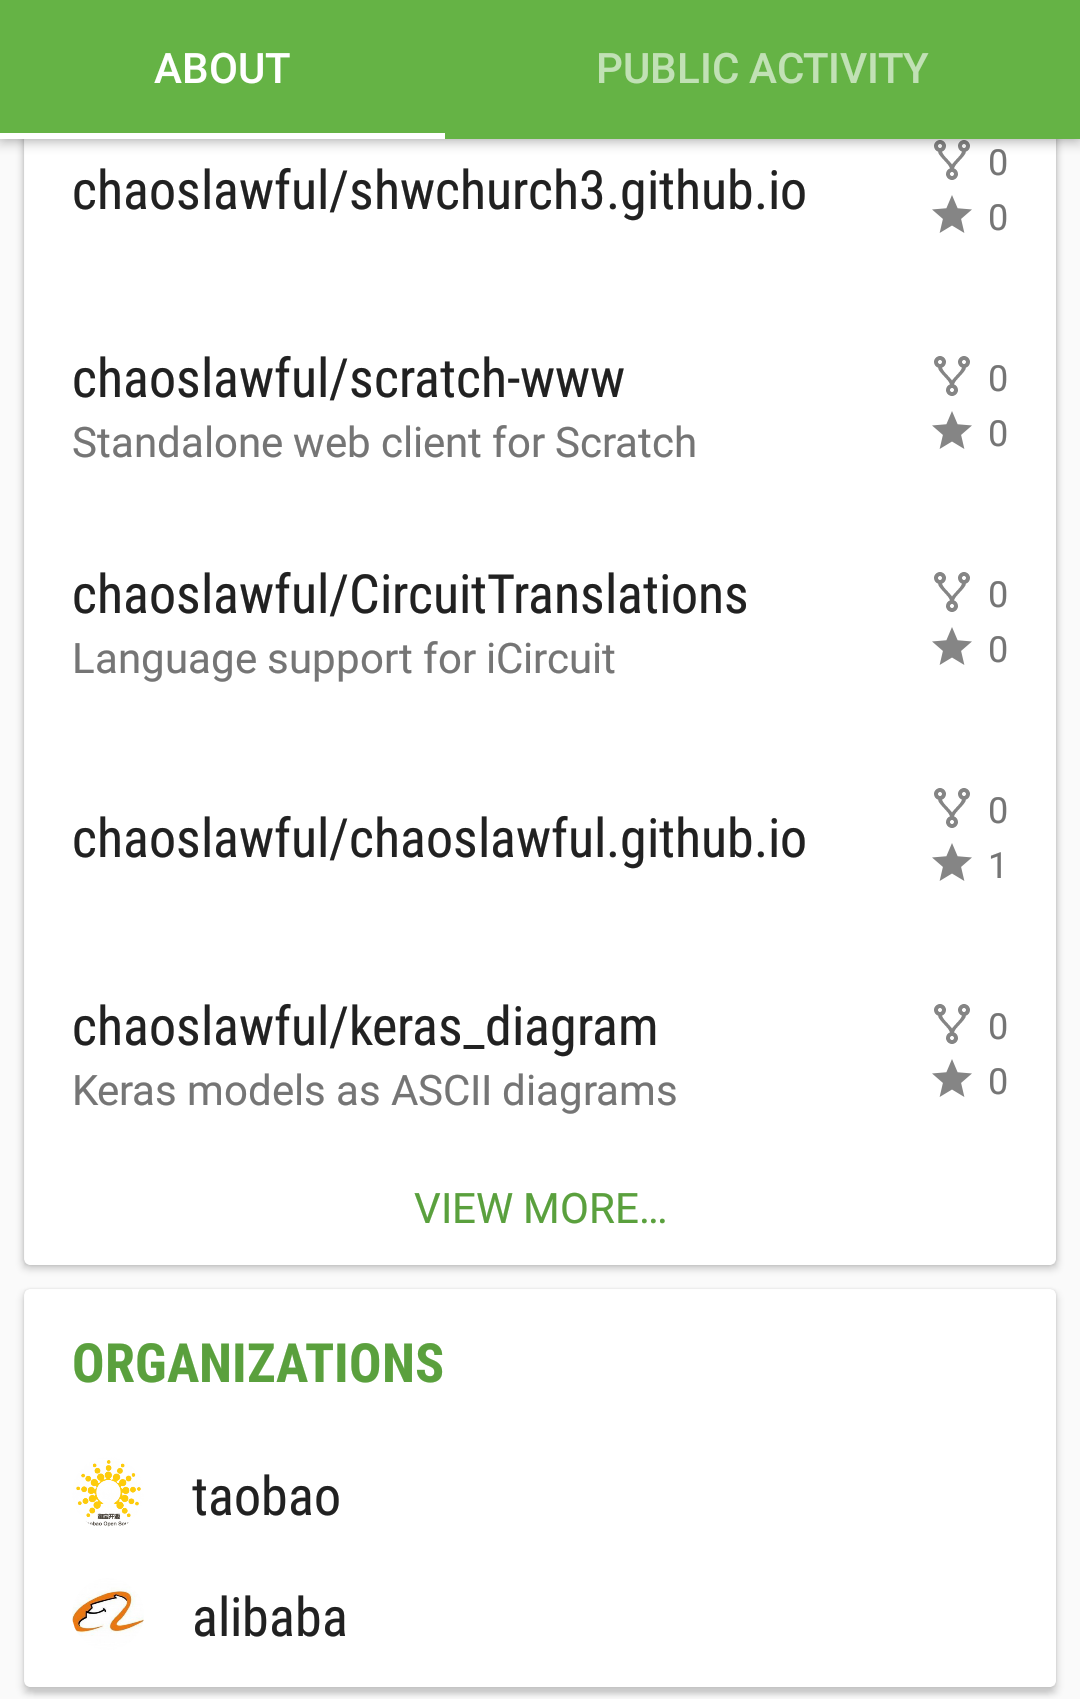 ABOUT
PUBLIC ACTIVITY
chaoslawful/shwchurch3.github.io
0
0
chaoslawful/scratch-www
Standalone web client for Scratch
0
0
chaoslawful/CircuitTranslations
Language support for iCircuit
0
0
chaoslawful/chaoslawful.github.io
0
1
chaoslawful/keras_diagram
Keras models as ASCII diagrams
0
0
VIEW MORE...
ORGANIZATIONS
taobao
alibaba